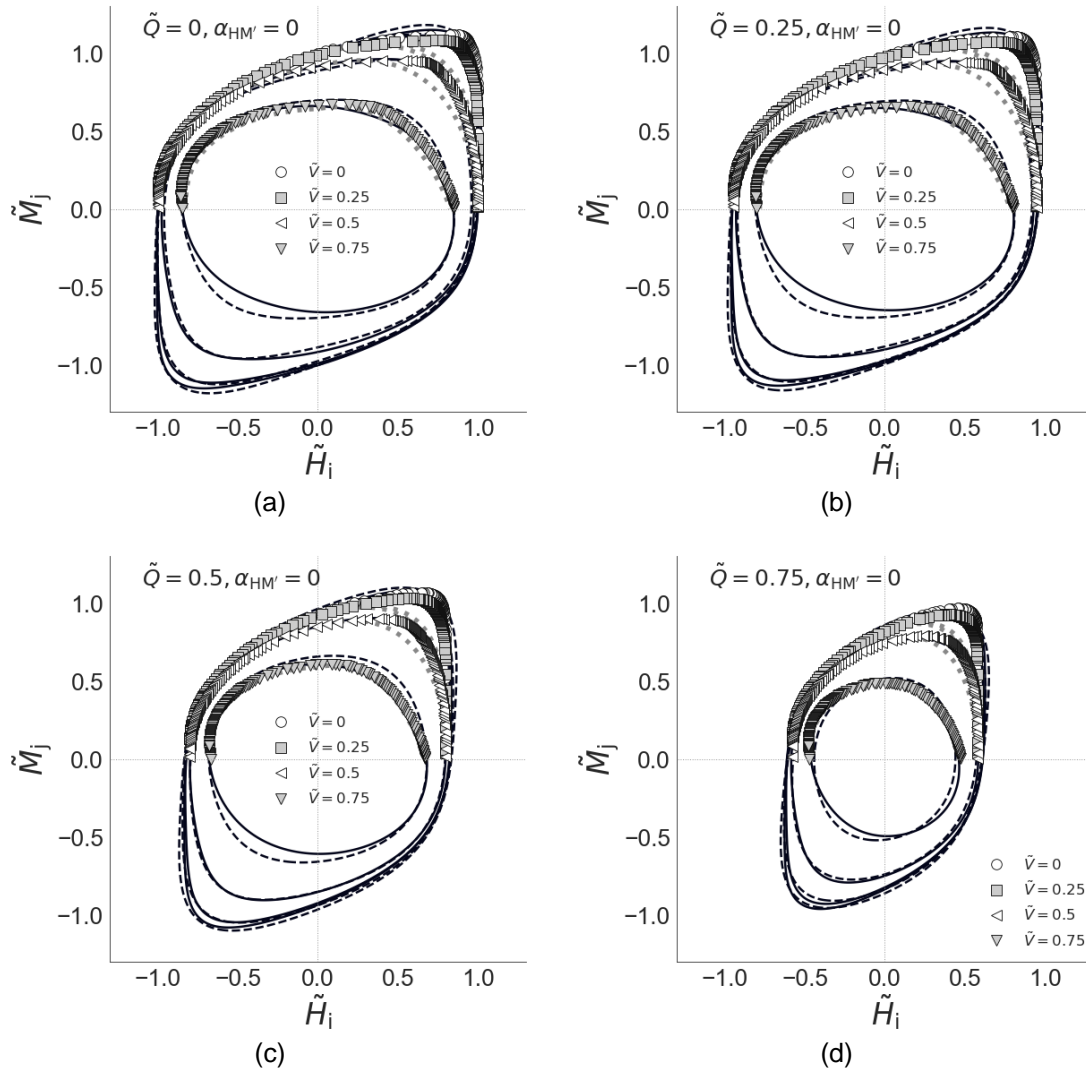 Q̃ = 0, α_HM′ = 0
1.0
0.5
0.0
−0.5
−1.0
M̃_j
Ṽ = 0
Ṽ = 0.25
Ṽ = 0.5
Ṽ = 0.75
−1.0 −0.5 0.0 0.5 1.0
H̃_i
(a)
Q̃ = 0.25, α_HM′ = 0
1.0
0.5
0.0
−0.5
−1.0
M̃_j
Ṽ = 0
Ṽ = 0.25
Ṽ = 0.5
Ṽ = 0.75
−1.0 −0.5 0.0 0.5 1.0
H̃_i
(b)
Q̃ = 0.5, α_HM′ = 0
1.0
0.5
0.0
−0.5
−1.0
M̃_j
Ṽ = 0
Ṽ = 0.25
Ṽ = 0.5
Ṽ = 0.75
−1.0 −0.5 0.0 0.5 1.0
H̃_i
(c)
Q̃ = 0.75, α_HM′ = 0
1.0
0.5
0.0
−0.5
−1.0
M̃_j
Ṽ = 0
Ṽ = 0.25
Ṽ = 0.5
Ṽ = 0.75
−1.0 −0.5 0.0 0.5 1.0
H̃_i
(d)